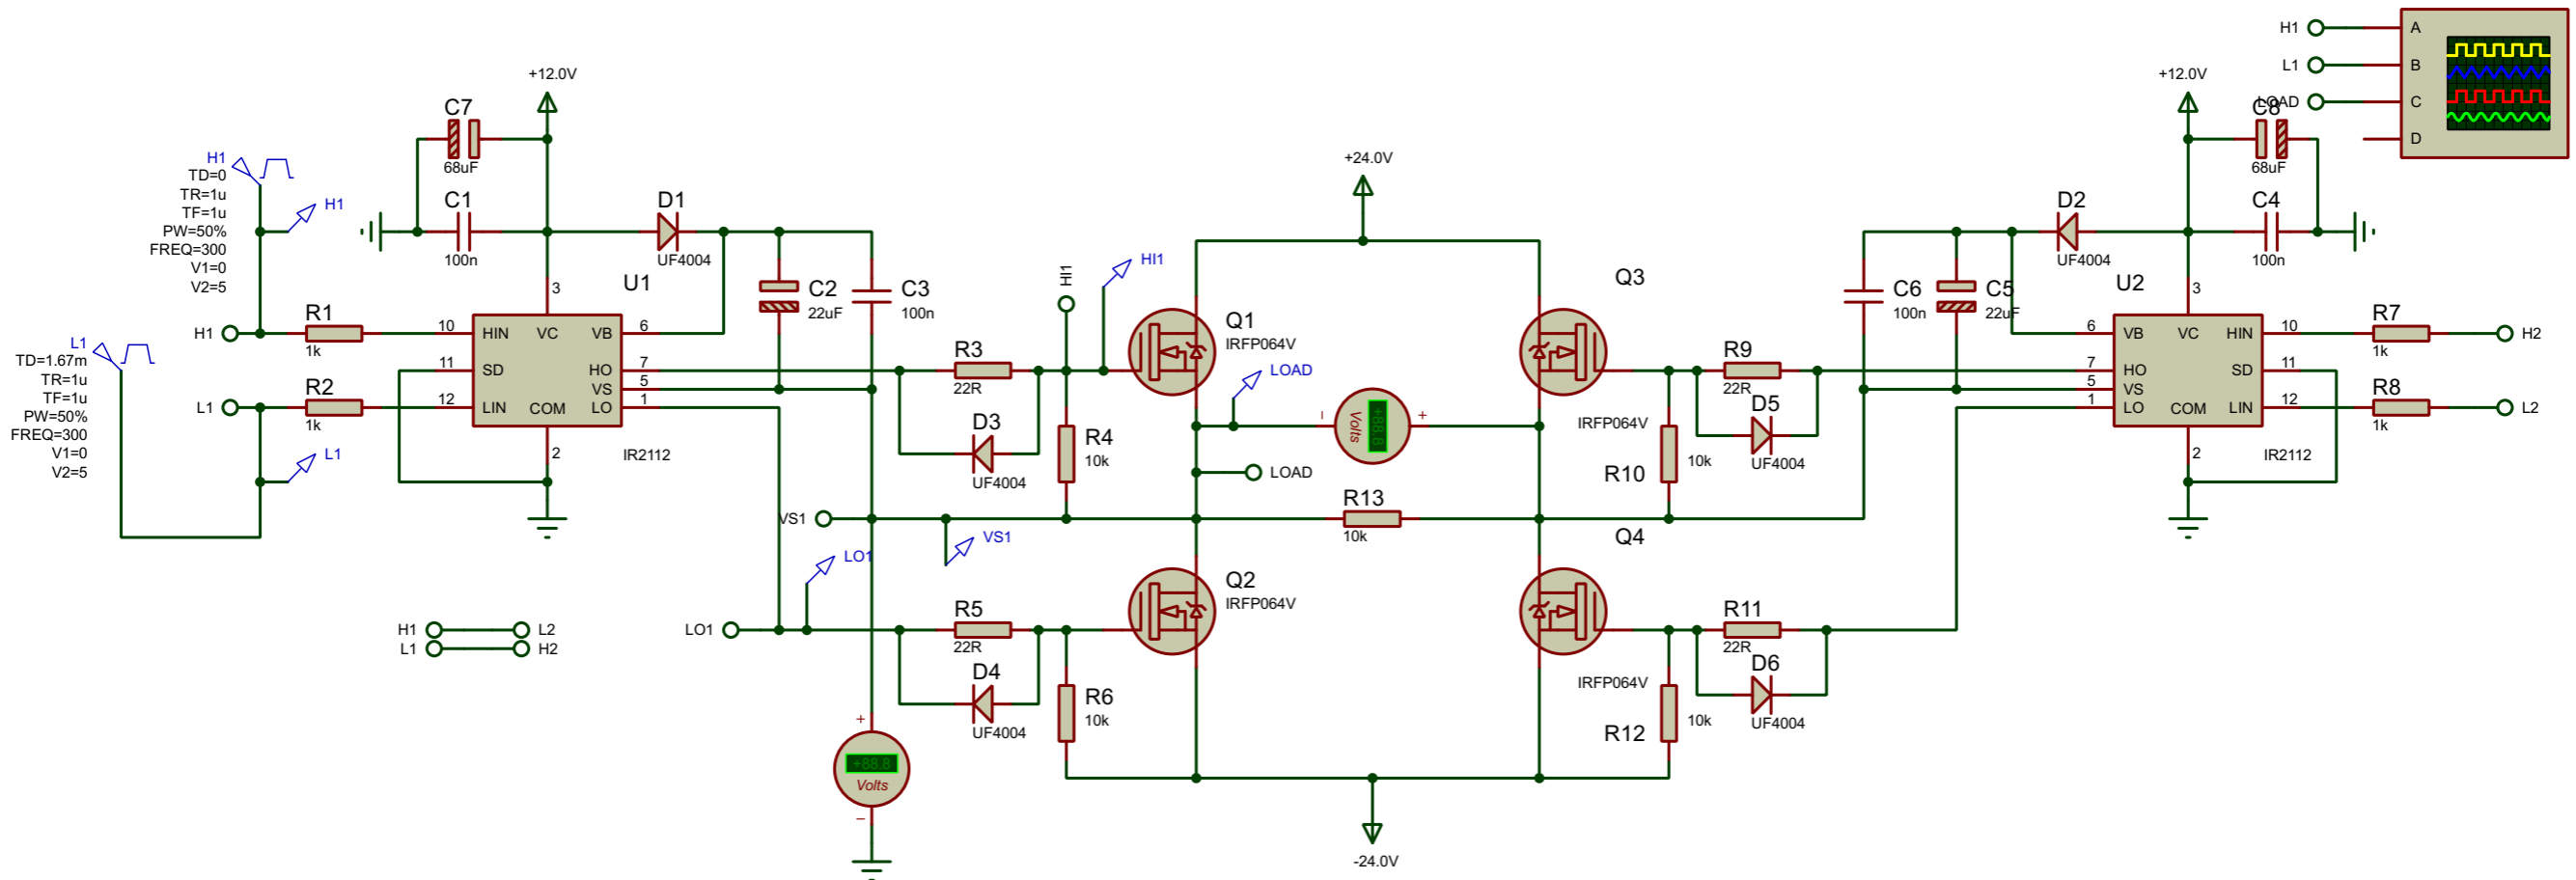 H1
TD=0
TR=1u
TF=1u
PW=50%
FREQ=300
V1=0
V2=5
H1
L1
TD=1.67m
TR=1u
TF=1u
PW=50%
FREQ=300
V1=0
V2=5
L1
H1
L1
R1
1k
R2
1k
+12.0V
C7
68uF
C1
100n
D1
UF4004
U1
3
10
HIN
VC
VB
6
11
SD
HO
7
VS
5
12
LIN
COM
LO
1
2
IR2112
C2
22uF
C3
100n
HI1
HI1
R3
22R
D3
UF4004
R4
10k
Q1
IRFP064V
LOAD
LOAD
+24.0V
Volts
+88.8
−
+
Q3
IRFP064V
R9
22R
D5
UF4004
R10
10k
VS1
VS1
R13
10k
Q4
LO1
LO1
R5
22R
D4
UF4004
R6
10k
Q2
IRFP064V
IRFP064V
R11
22R
D6
UF4004
R12
10k
H1
L2
L1
H2
+
+88.8
Volts
−
-24.0V
+12.0V
C8
68uF
C4
100n
D2
UF4004
C6
100n
C5
22uF
U2
3
6
VB
VC
HIN
10
7
HO
SD
11
5
VS
1
LO
COM
LIN
12
2
IR2112
R7
1k
H2
R8
1k
L2
H1
A
L1
B
LOAD
C
D